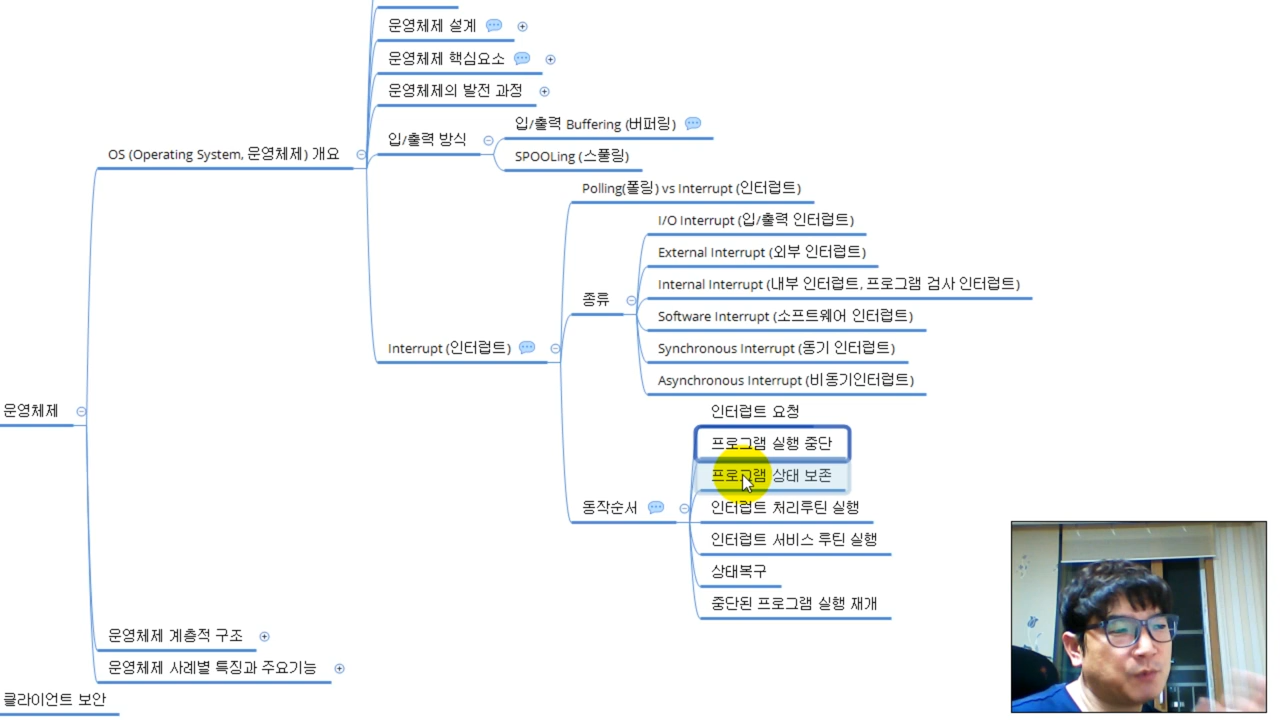 운영체제 설계
운영체제 핵심요소
운영체제의 발전 과정
입/출력 Buffering (버퍼링)
입/출력 방식
OS (Operating System, 운영체제) 개요
SPOOLing (스풀링)
Polling(폴링) vs Interrupt (인터럽트)
I/O Interrupt (입/출력 인터럽트)
External Interrupt (외부 인터럽트)
Internal Interrupt (내부 인터럽트, 프로그램 검사 인터럽트)
종류
Software Interrupt (소프트웨어 인터럽트)
Interrupt (인터럽트)
Synchronous Interrupt (동기 인터럽트)
Asynchronous Interrupt (비동기인터럽트)
운영체제
인터럽트 요청
프로그램 실행 중단
프로그램 상태 보존
동작순서
인터럽트 처리루틴 실행
인터럽트 서비스 루틴 실행
상태복구
중단된 프로그램 실행 재개
운영체제 계층적 구조
운영체제 사례별 특징과 주요기능
클라이언트 보안